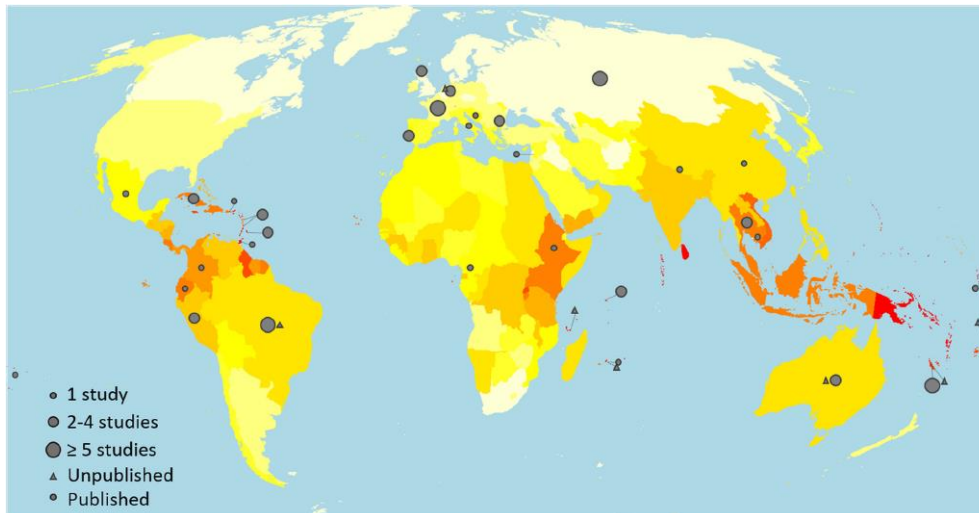 1 study
2-4 studies
≥ 5 studies
Unpublished
Published